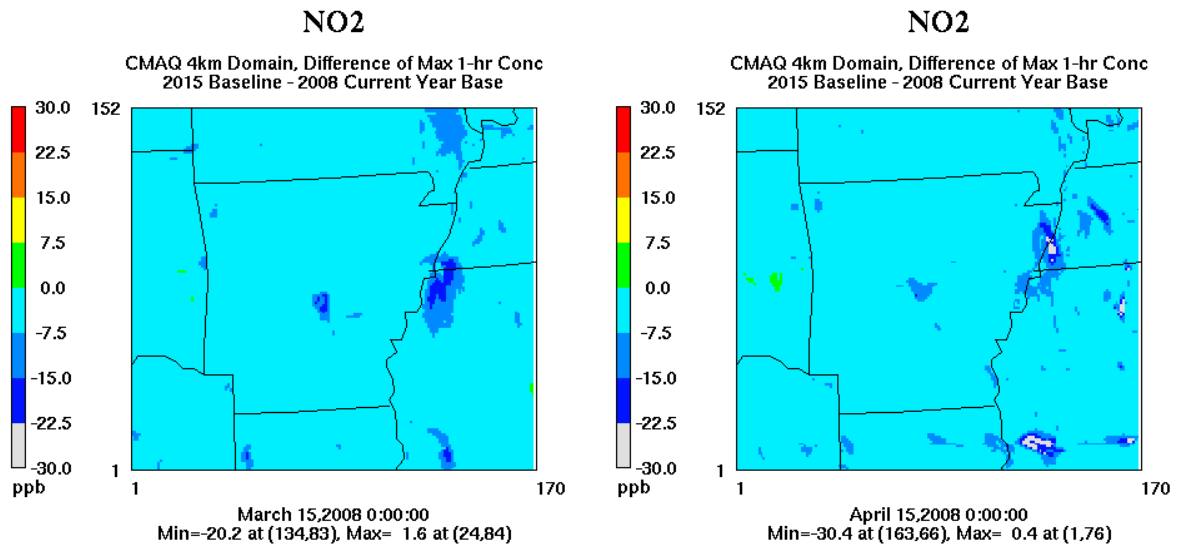 NO2
CMAQ 4km Domain, Difference of Max 1-hr Conc
2015 Baseline - 2008 Current Year Base
30.0
22.5
15.0
7.5
0.0
-7.5
-15.0
-22.5
-30.0
ppb
152
1
1
170
March 15,2008 0:00:00
Min=-20.2 at (134,83), Max= 1.6 at (24,84)
NO2
CMAQ 4km Domain, Difference of Max 1-hr Conc
2015 Baseline - 2008 Current Year Base
30.0
22.5
15.0
7.5
0.0
-7.5
-15.0
-22.5
-30.0
ppb
152
1
1
170
April 15,2008 0:00:00
Min=-30.4 at (163,66), Max= 0.4 at (1,76)